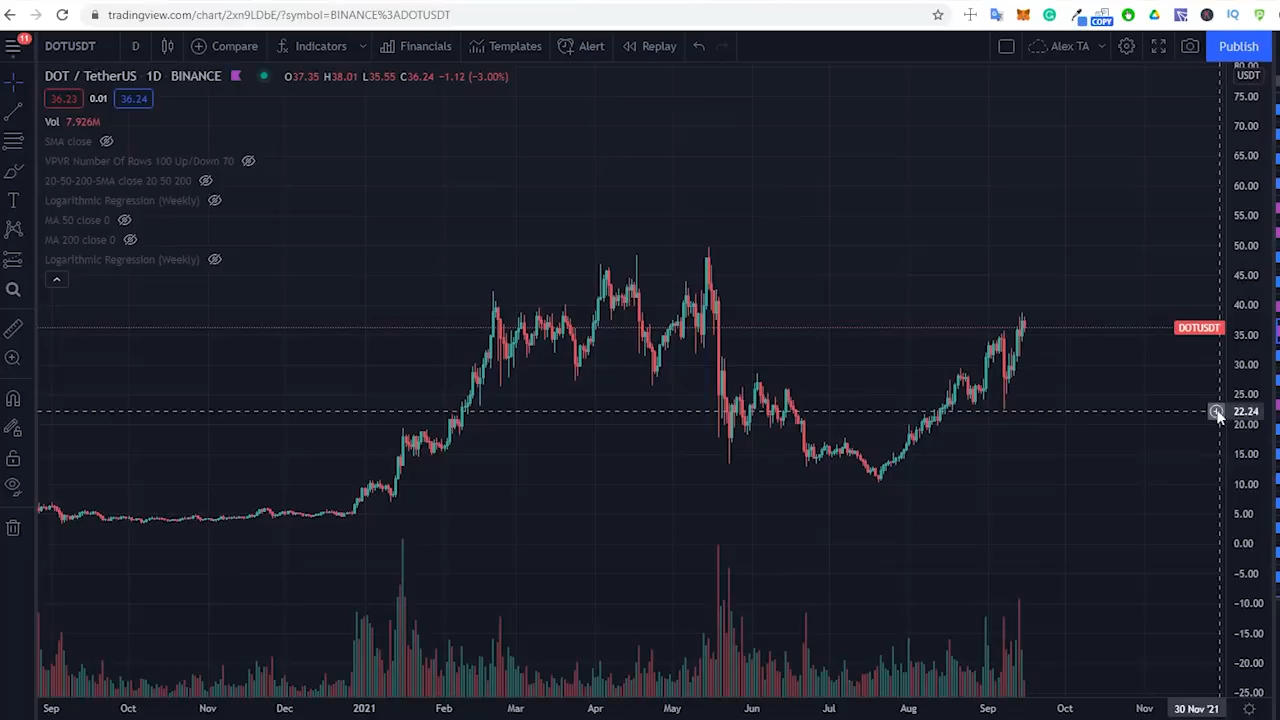 tradingview.com/chart/2xn9LDbE/?symbol=BINANCE%3ADOTUSDT
COPY
IQ
11
DOTUSDT D Compare Indicators Financials Templates Alert Replay Alex TA Publish
DOT / TetherUS 1D BINANCE O37.35 H38.01 L35.55 C36.24 −1.12 (−3.00%)
36.23 0.01 36.24
Vol 7.926M
SMA close
VPVR Number Of Rows 100 Up/Down 70
20-50-200-SMA close 20 50 200
Logarithmic Regression (Weekly)
MA 50 close 0
MA 200 close 0
Logarithmic Regression (Weekly)
80.00
USDT
75.00
70.00
65.00
60.00
55.00
50.00
45.00
40.00
DOTUSDT
35.00
30.00
25.00
22.24
20.00
15.00
10.00
5.00
0.00
−5.00
−10.00
−15.00
−20.00
−25.00
Sep Oct Nov Dec 2021 Feb Mar Apr May Jun Jul Aug Sep Oct Nov 30 Nov '21